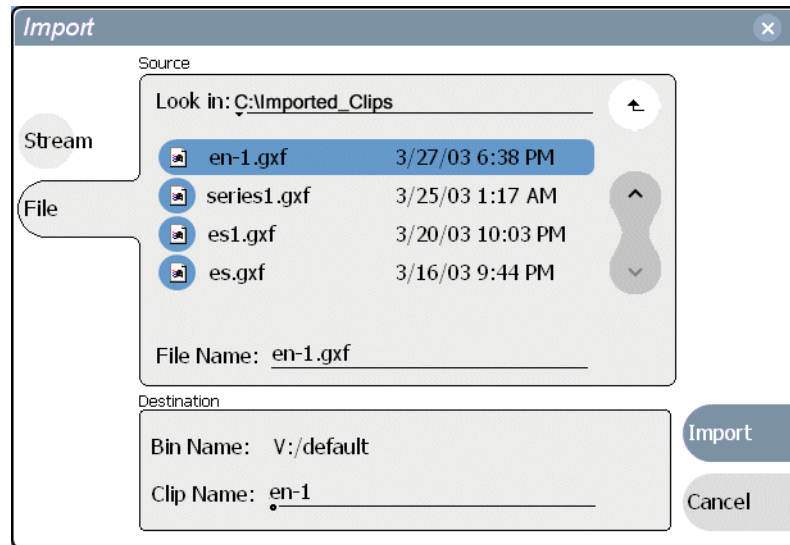 Import
Source
Look in: C:\Imported_Clips
Stream
File
en-1.gxf 3/27/03 6:38 PM
series1.gxf 3/25/03 1:17 AM
es1.gxf 3/20/03 10:03 PM
es.gxf 3/16/03 9:44 PM
File Name: en-1.gxf
Destination
Bin Name: V:/default
Clip Name: en-1
Import
Cancel